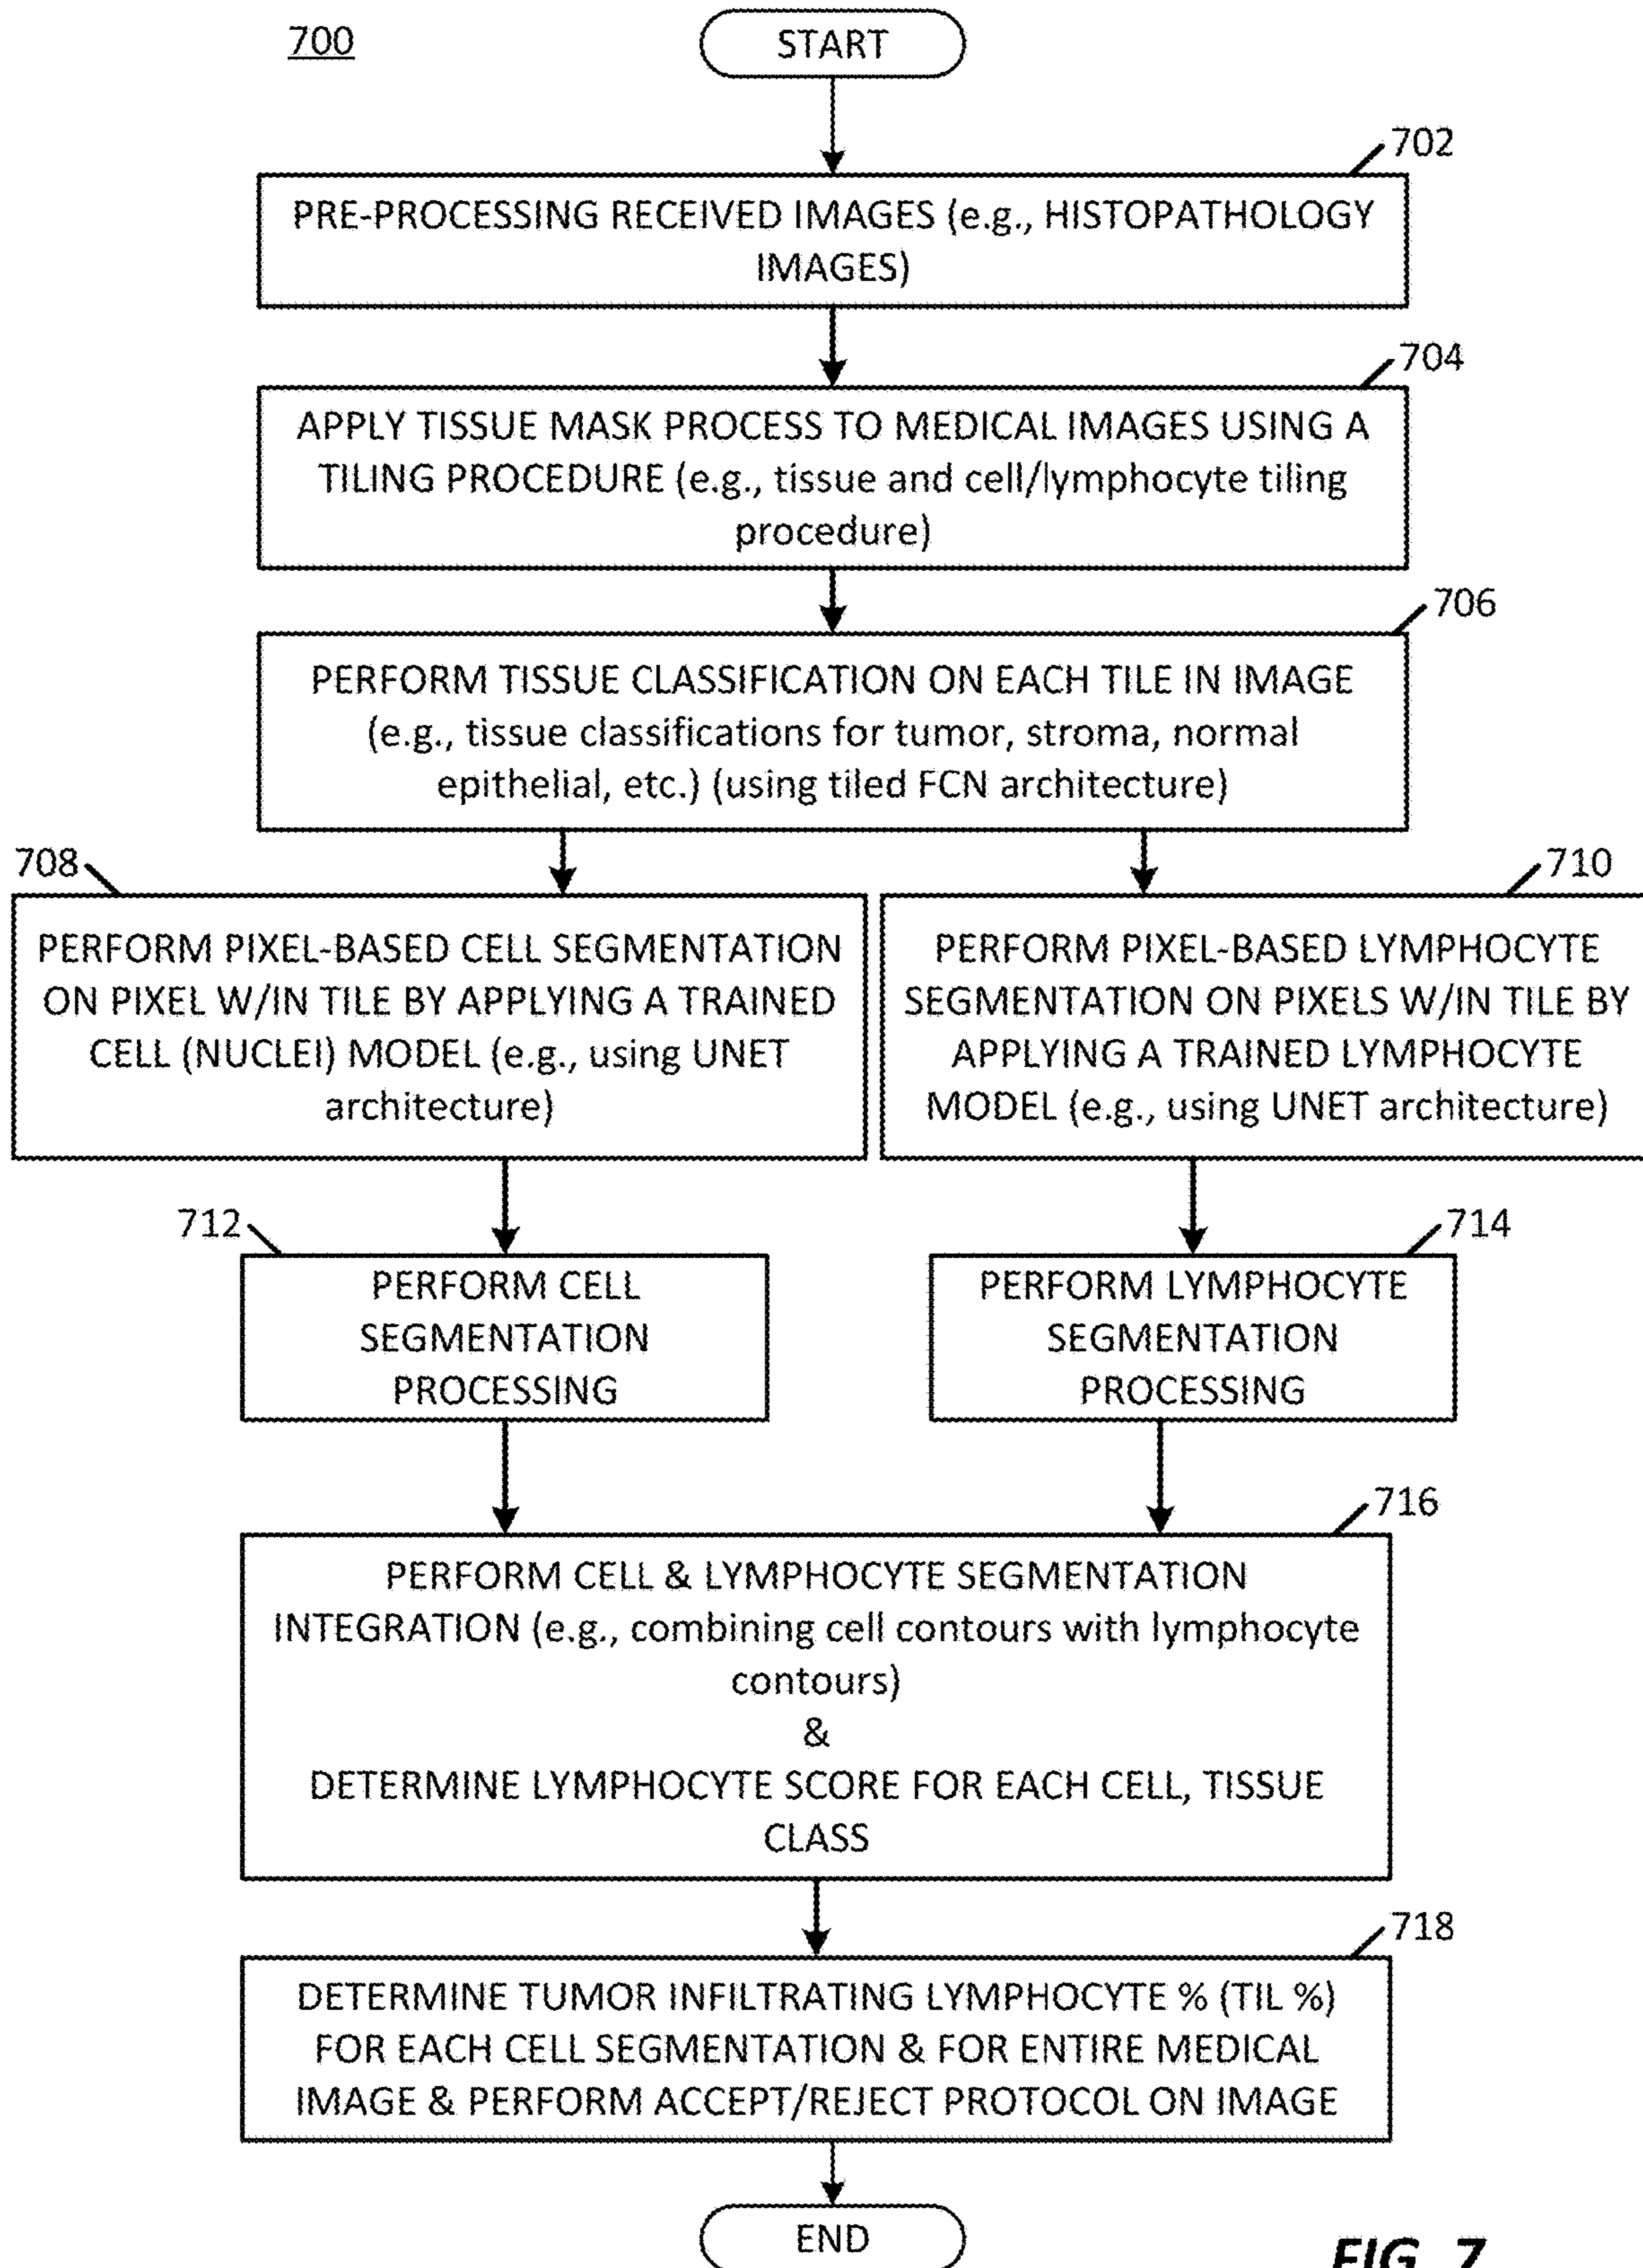 700
START
702
PRE-PROCESSING RECEIVED IMAGES (e.g., HISTOPATHOLOGY
IMAGES)
704
APPLY TISSUE MASK PROCESS TO MEDICAL IMAGES USING A
TILING PROCEDURE (e.g., tissue and cell/lymphocyte tiling
procedure)
706
PERFORM TISSUE CLASSIFICATION ON EACH TILE IN IMAGE
(e.g., tissue classifications for tumor, stroma, normal
epithelial, etc.) (using tiled FCN architecture)
708
PERFORM PIXEL-BASED CELL SEGMENTATION
ON PIXEL W/IN TILE BY APPLYING A TRAINED
CELL (NUCLEI) MODEL (e.g., using UNET
architecture)
710
PERFORM PIXEL-BASED LYMPHOCYTE
SEGMENTATION ON PIXELS W/IN TILE BY
APPLYING A TRAINED LYMPHOCYTE
MODEL (e.g., using UNET architecture)
712
PERFORM CELL
SEGMENTATION
PROCESSING
714
PERFORM LYMPHOCYTE
SEGMENTATION
PROCESSING
716
PERFORM CELL & LYMPHOCYTE SEGMENTATION
INTEGRATION (e.g., combining cell contours with lymphocyte
contours)
&
DETERMINE LYMPHOCYTE SCORE FOR EACH CELL, TISSUE
CLASS
718
DETERMINE TUMOR INFILTRATING LYMPHOCYTE % (TIL %)
FOR EACH CELL SEGMENTATION & FOR ENTIRE MEDICAL
IMAGE & PERFORM ACCEPT/REJECT PROTOCOL ON IMAGE
END
FIG. 7